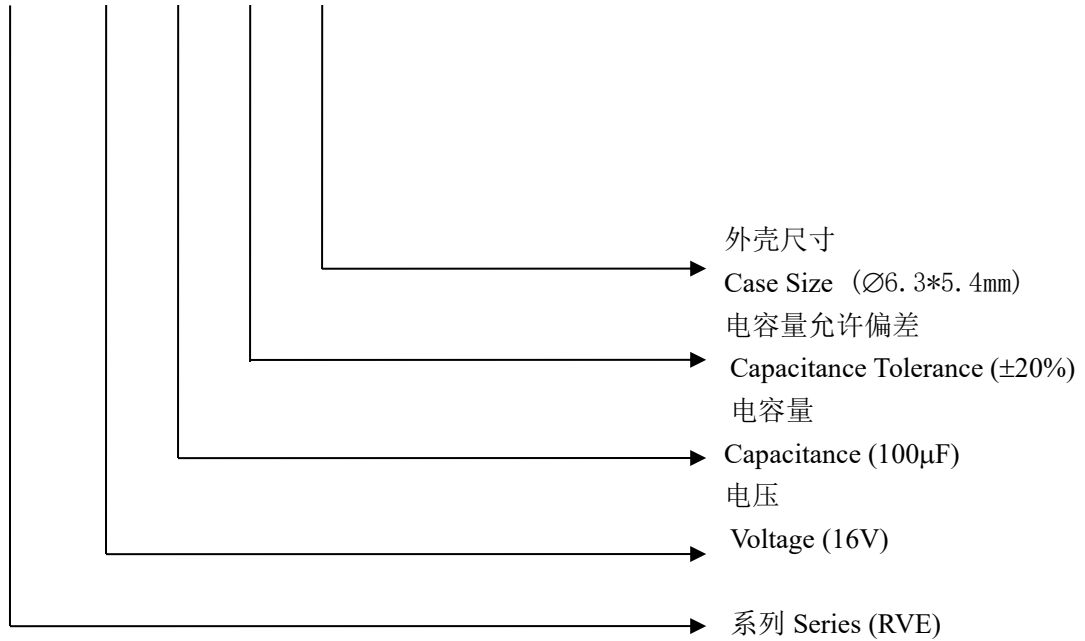 外壳尺寸
Case Size （∅6.3*5.4mm）
电容量允许偏差
Capacitance Tolerance (±20%)
电容量
Capacitance (100μF)
电压
Voltage (16V)
系列 Series (RVE)